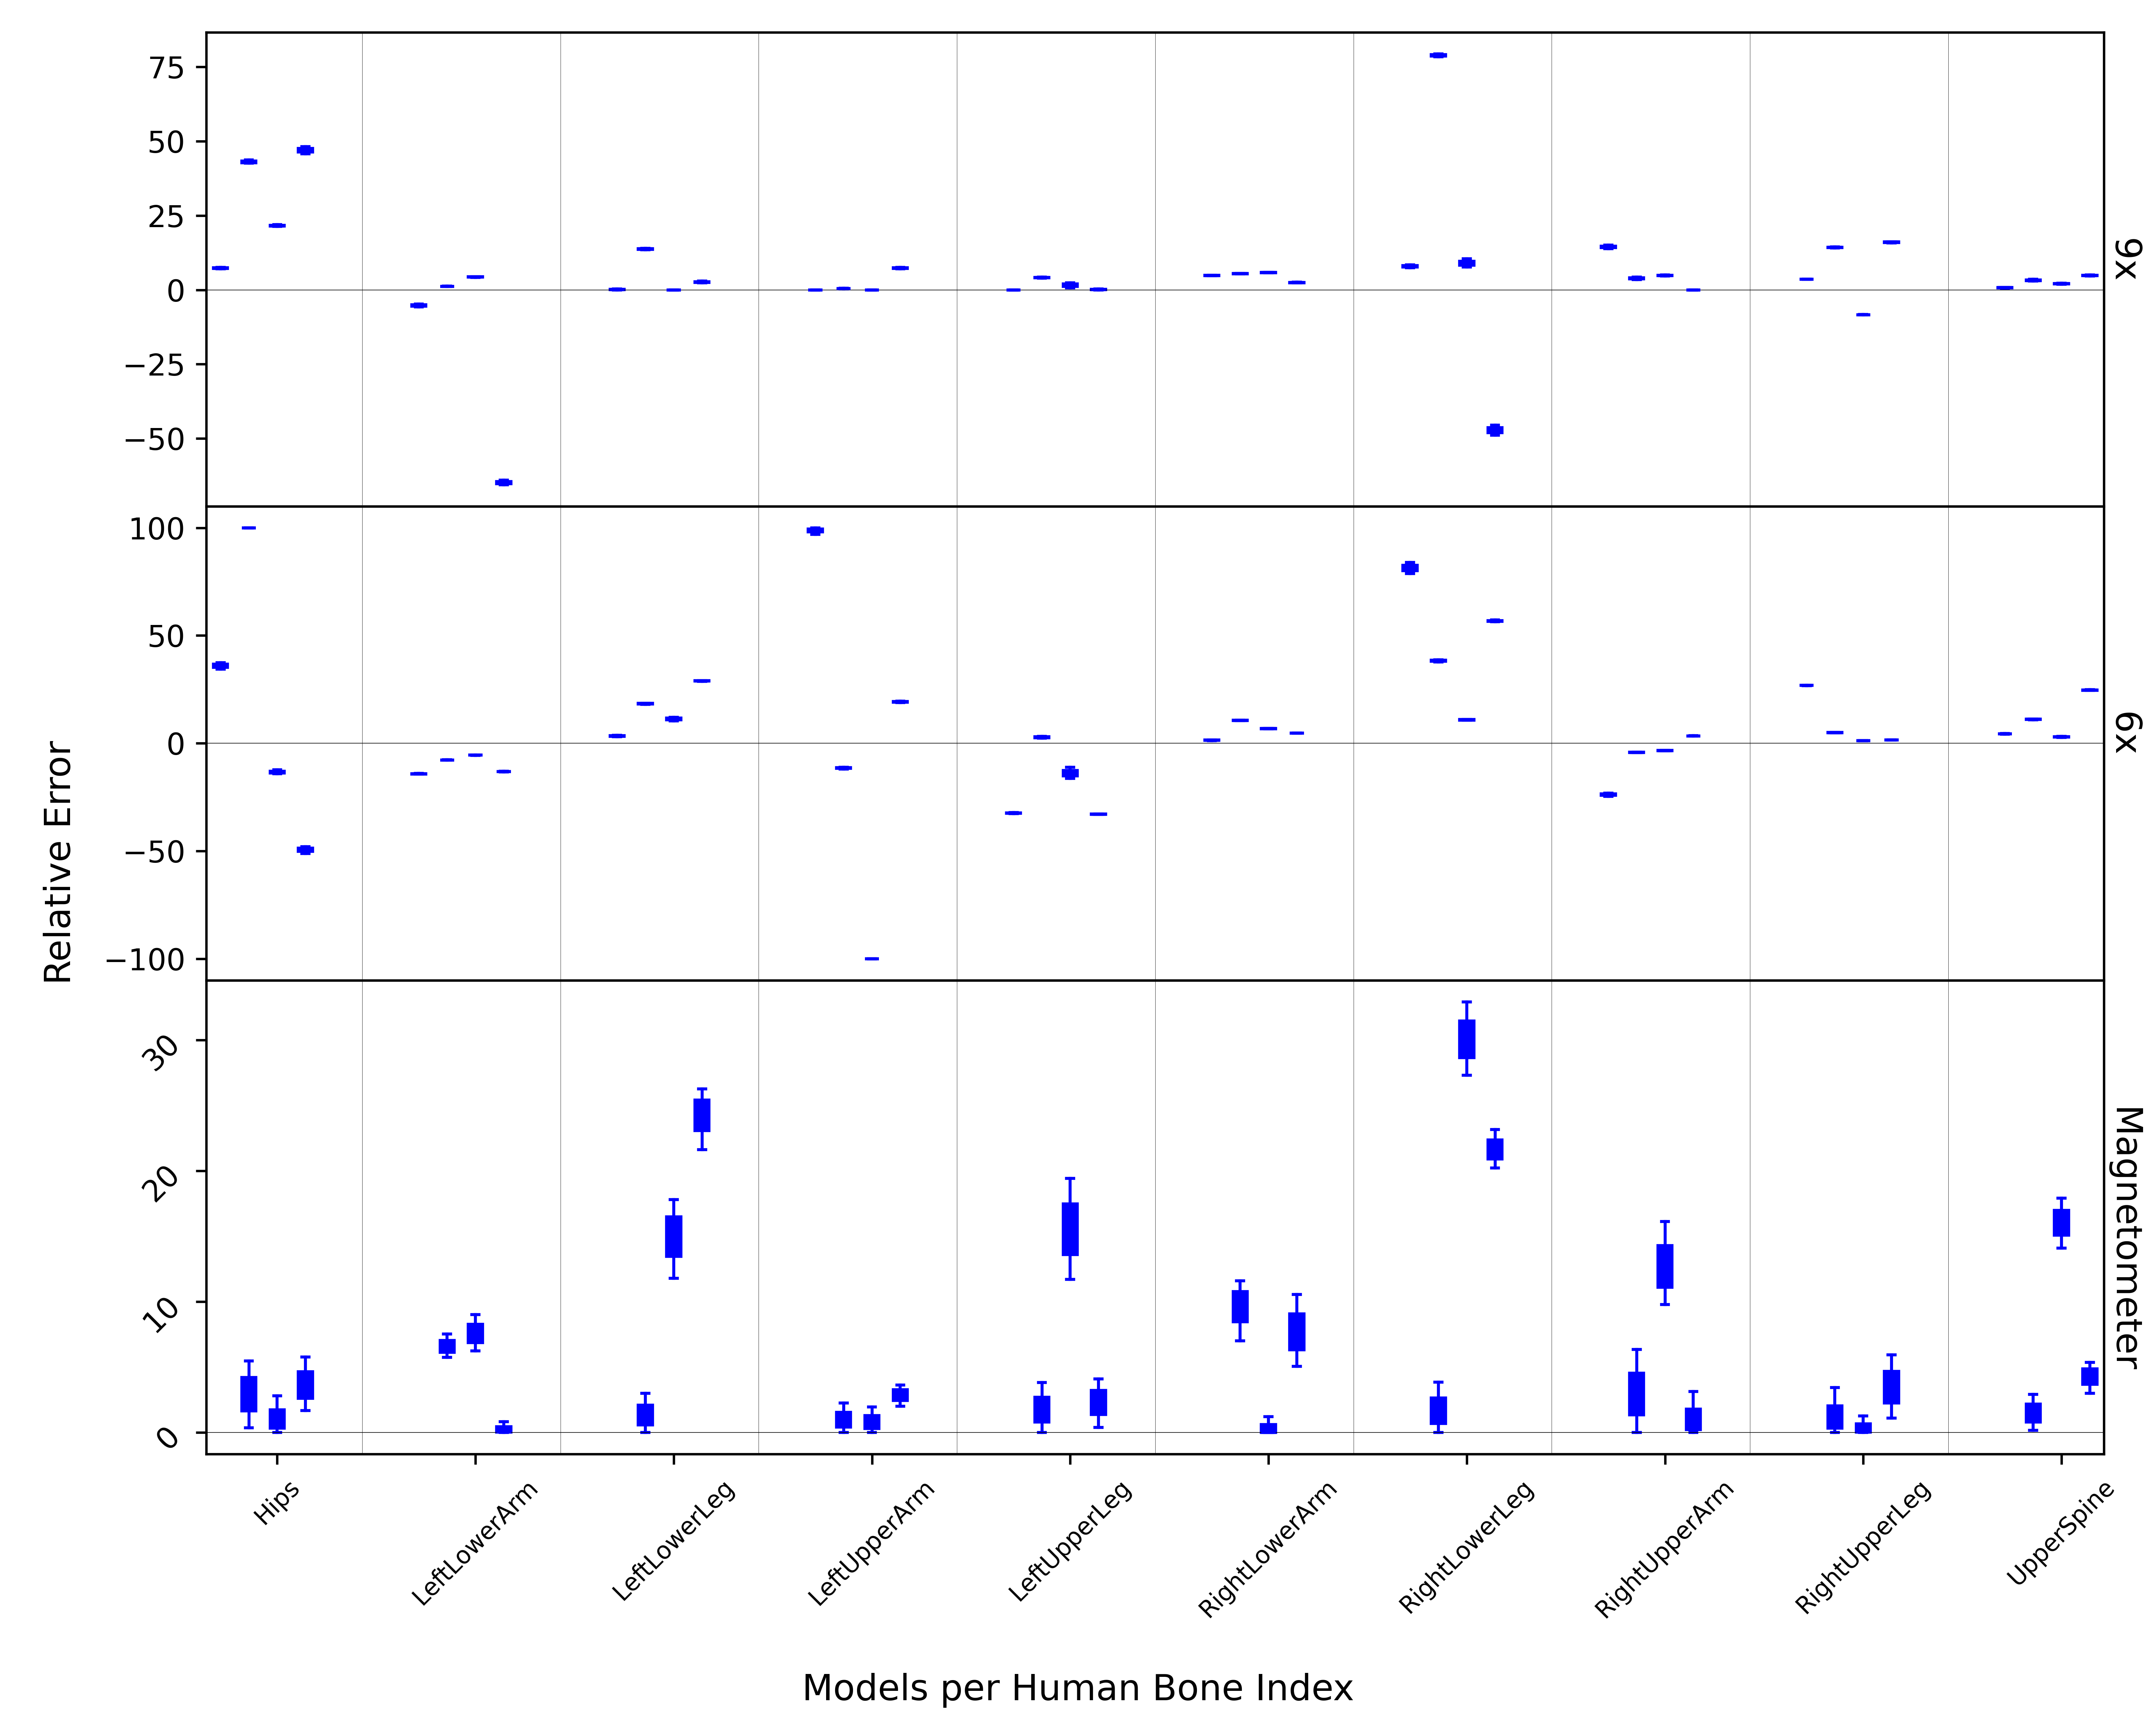 75
50
25
0
−25
−50
9x
100
50
0
−50
−100
6x
Relative Error
30
20
10
0
Magnetometer
Hips
LeftLowerArm
LeftLowerLeg
LeftUpperArm
LeftUpperLeg
RightLowerArm
RightLowerLeg
RightUpperArm
RightUpperLeg
UpperSpine
Models per Human Bone Index